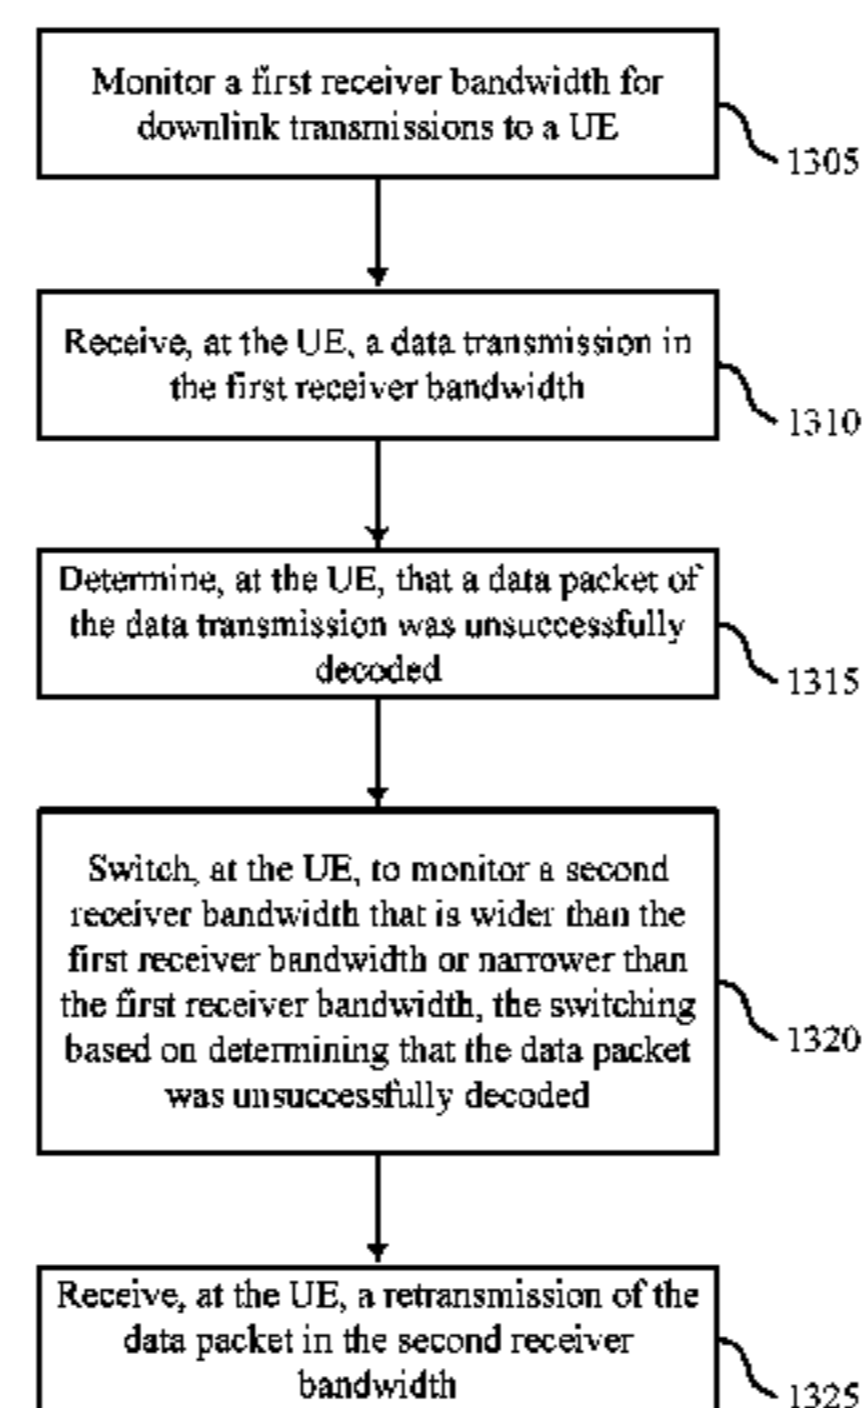 Monitor a first receiver bandwidth for
downlink transmissions to a UE
1305
Receive, at the UE, a data transmission in
the first receiver bandwidth
1310
Determine, at the UE, that a data packet of
the data transmission was unsuccessfully
decoded
1315
Switch, at the UE, to monitor a second
receiver bandwidth that is wider than the
first receiver bandwidth or narrower than
the first receiver bandwidth, the switching
based on determining that the data packet
was unsuccessfully decoded
1320
Receive, at the UE, a retransmission of the
data packet in the second receiver
bandwidth
1325